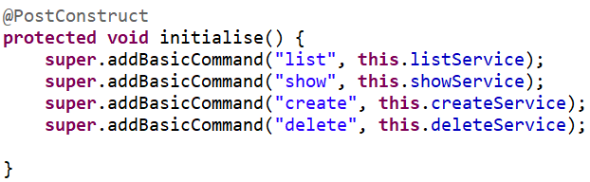 @PostConstruct
protected void initialise() {
    super.addBasicCommand("list", this.listService);
    super.addBasicCommand("show", this.showService);
    super.addBasicCommand("create", this.createService);
    super.addBasicCommand("delete", this.deleteService);

}